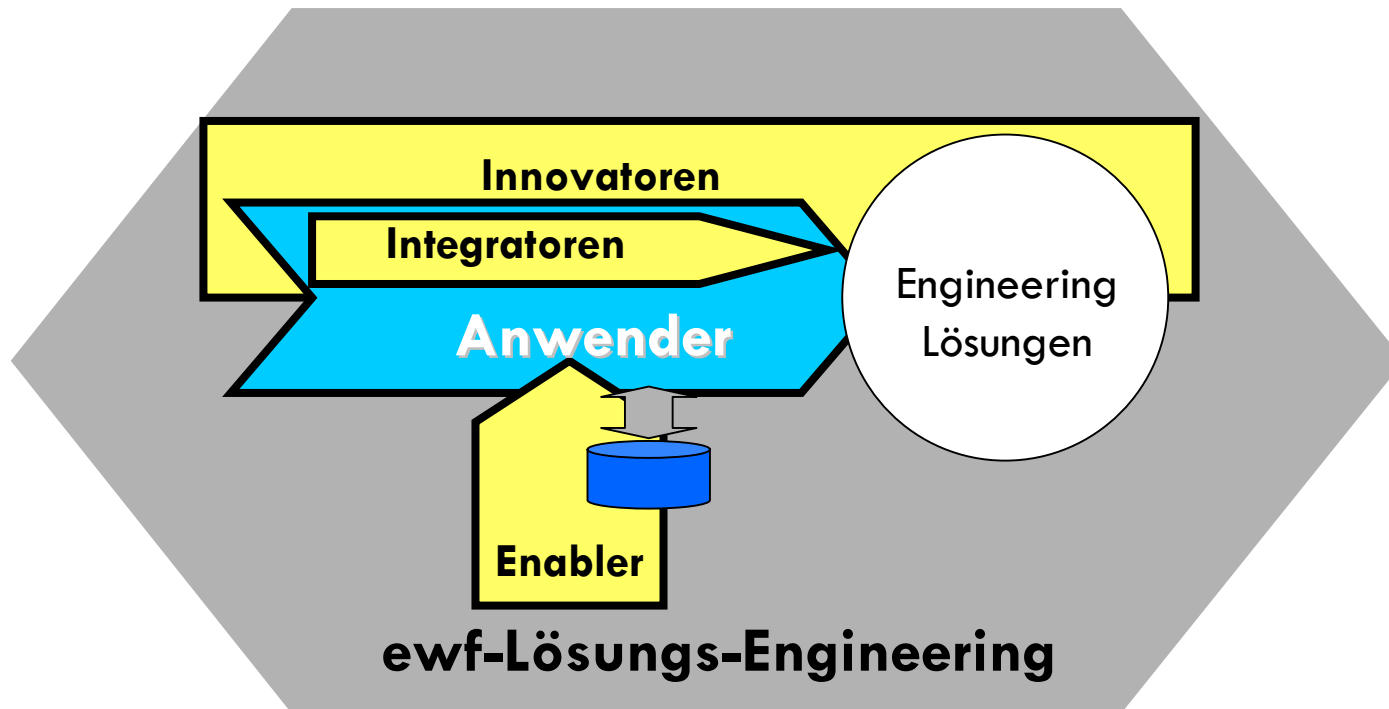 Innovatoren
Integratoren
Anwender
Engineering
Lösungen
Enabler
ewf-Lösungs-Engineering